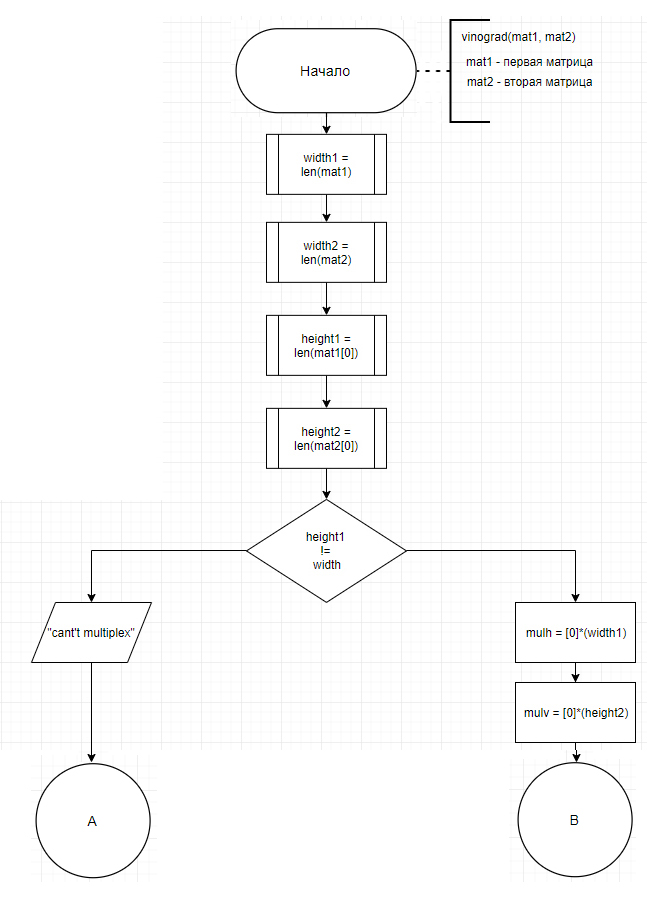 Начало
vinograd(mat1, mat2)
mat1 - первая матрица
mat2 - вторая матрица
width1 =
len(mat1)
width2 =
len(mat2)
height1 =
len(mat1[0])
height2 =
len(mat2[0])
height1
!=
width
"cant't multiplex"
mulh = [0]*(width1)
mulv = [0]*(height2)
A
B